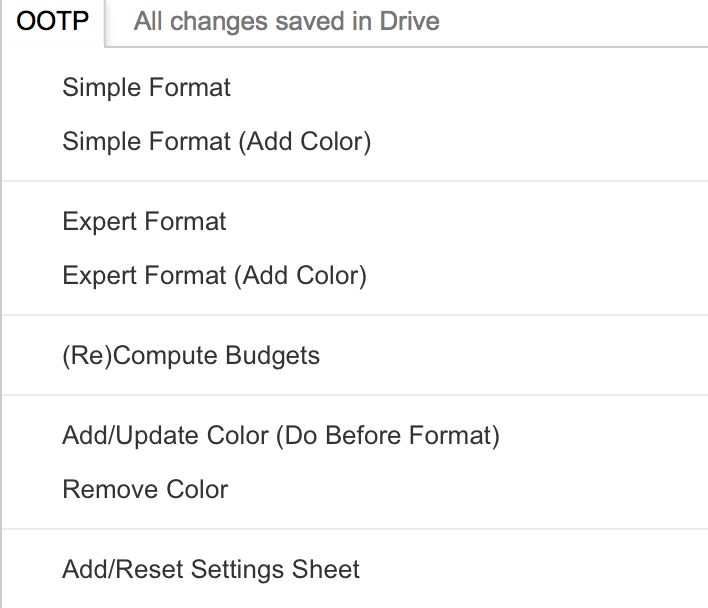 OOTP All changes saved in Drive
Simple Format
Simple Format (Add Color)
Expert Format
Expert Format (Add Color)
(Re)Compute Budgets
Add/Update Color (Do Before Format)
Remove Color
Add/Reset Settings Sheet